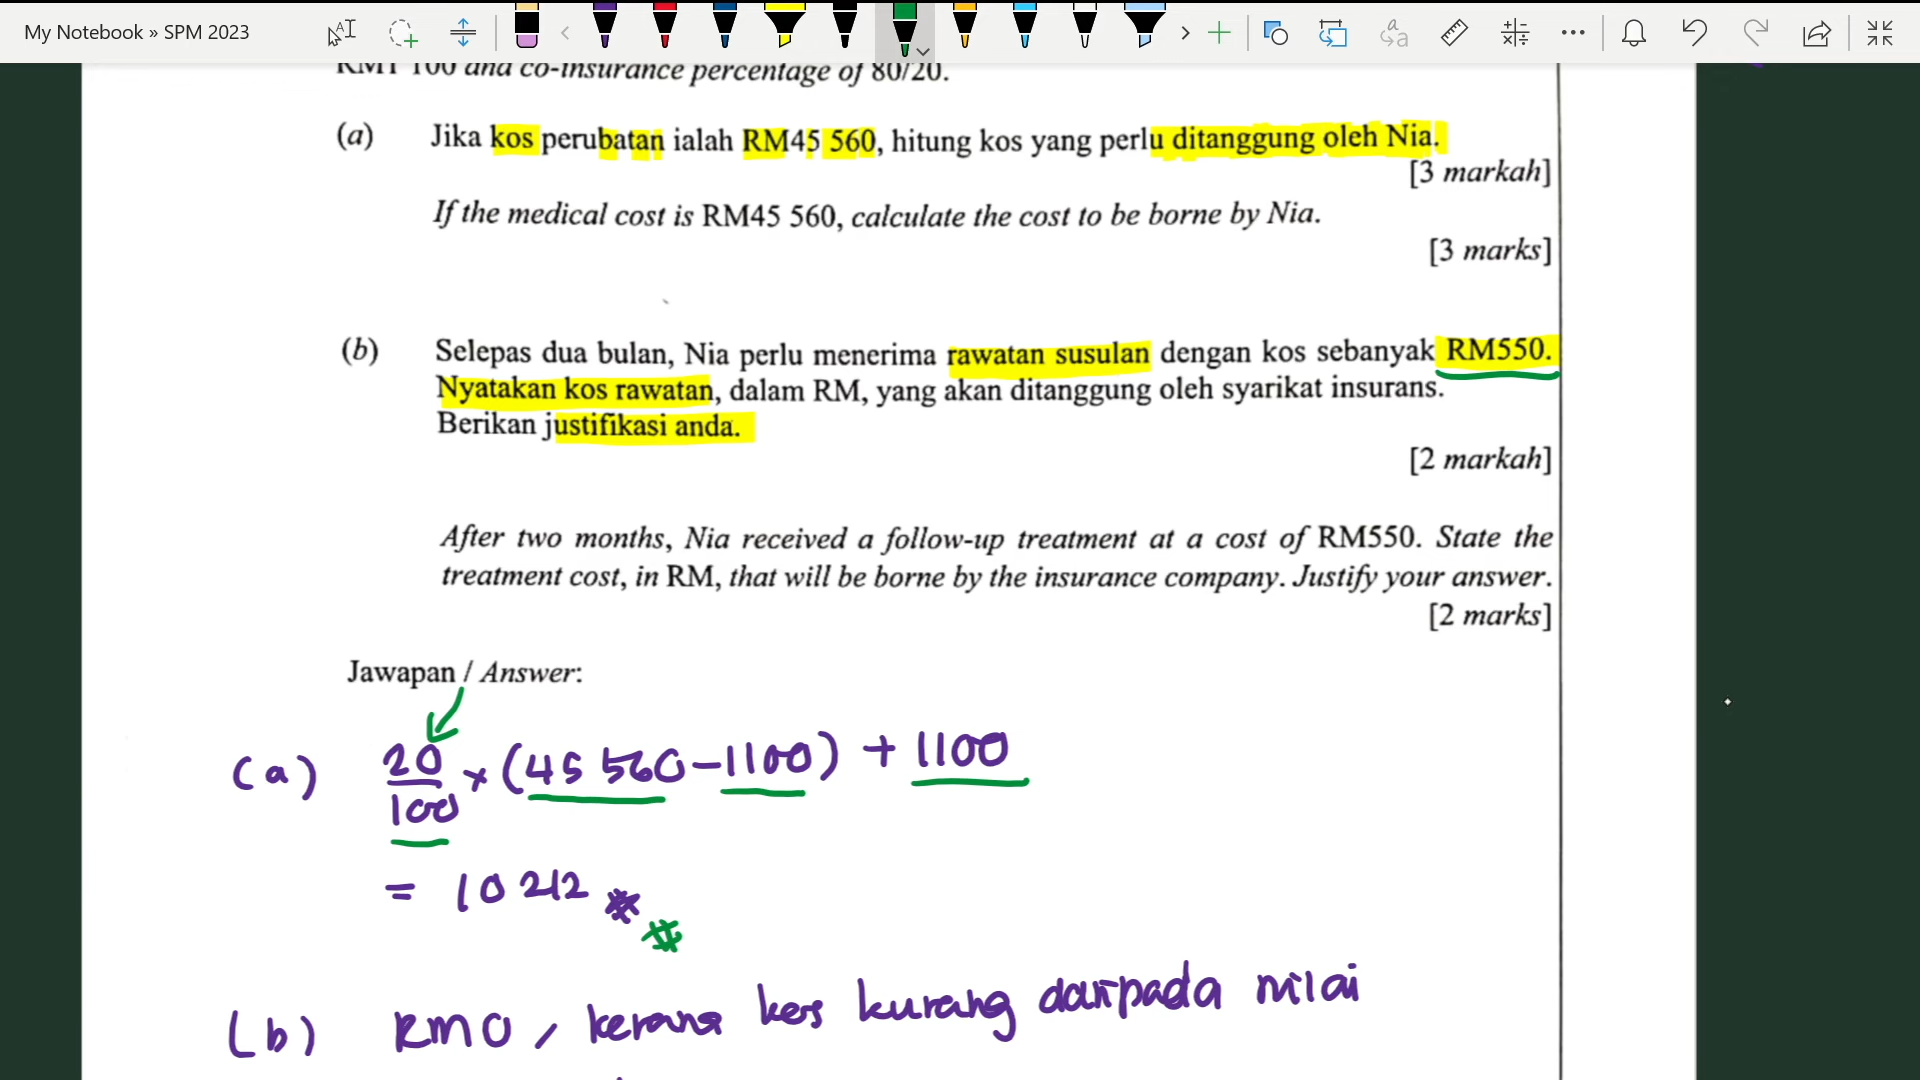 My Notebook » SPM 2023
RM1 100 and co-insurance percentage of 80/20.
(a) Jika kos perubatan ialah RM45 560, hitung kos yang perlu ditanggung oleh Nia.
[3 markah]
If the medical cost is RM45 560, calculate the cost to be borne by Nia.
[3 marks]
(b) Selepas dua bulan, Nia perlu menerima rawatan susulan dengan kos sebanyak RM550.
Nyatakan kos rawatan, dalam RM, yang akan ditanggung oleh syarikat insurans.
Berikan justifikasi anda.
[2 markah]
After two months, Nia received a follow-up treatment at a cost of RM550. State the
treatment cost, in RM, that will be borne by the insurance company. Justify your answer.
[2 marks]
Jawapan / Answer:
(a) 20/100 × (45 560 – 1100) + 1100
= 10 212
(b) RM0, kerana kos kurang daripada nilai